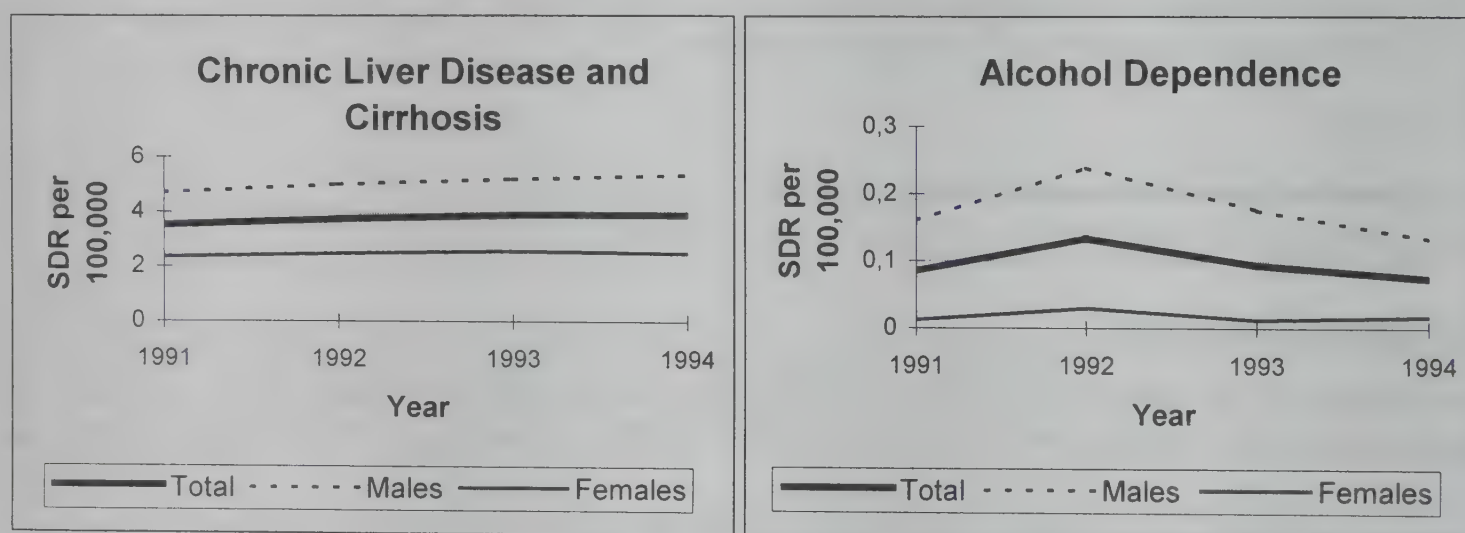 Chronic Liver Disease and
Cirrhosis
SDR per
100,000
6
4
2
0
1991 1992 1993 1994
Year
Total Males Females
Alcohol Dependence
SDR per
100,000
0,3
0,2
0,1
0
1991 1992 1993 1994
Year
Total Males Females